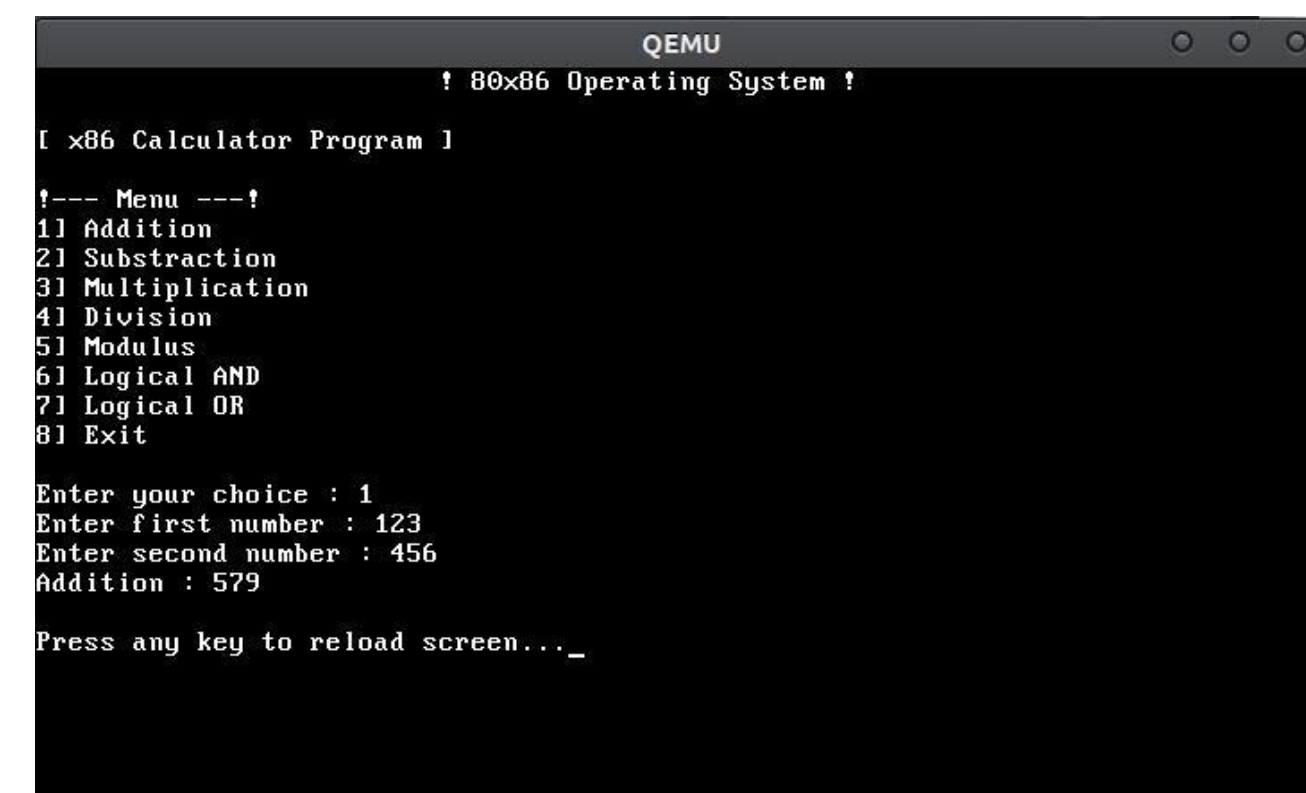 QEMU
! 80x86 Operating System !
[ x86 Calculator Program ]
!--- Menu ---!
1] Addition
2] Substraction
3] Multiplication
4] Division
5] Modulus
6] Logical AND
7] Logical OR
8] Exit
Enter your choice : 1
Enter first number : 123
Enter second number : 456
Addition : 579
Press any key to reload screen..._